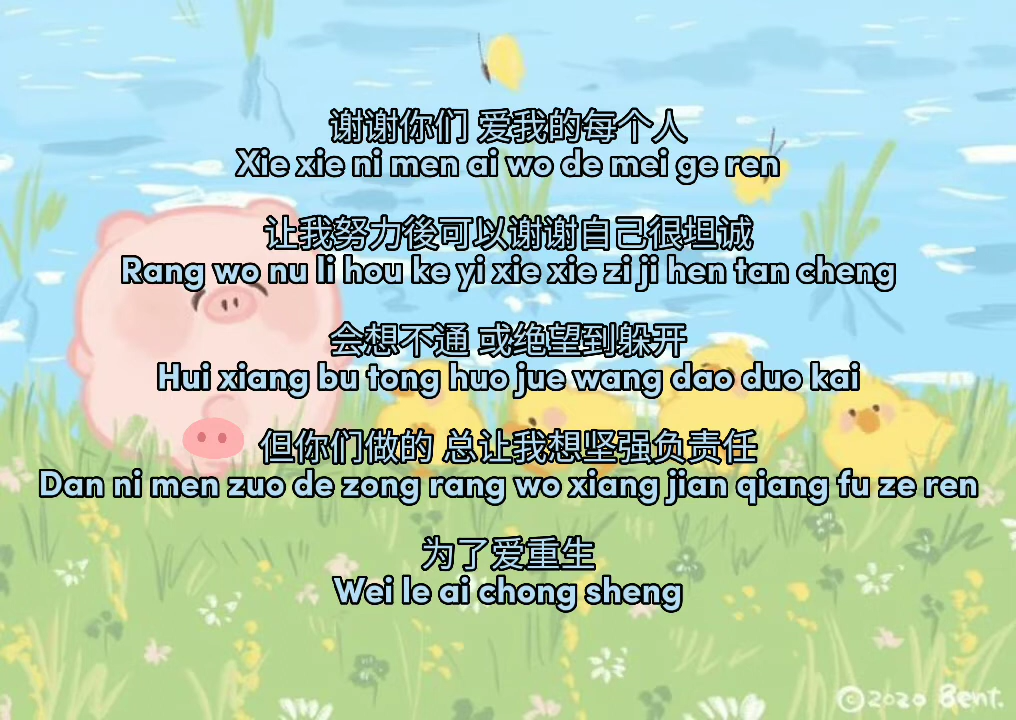 谢谢你们 爱我的每个人
Xie xie ni men ai wo de mei ge ren
让我努力後可以谢谢自己很坦诚
Rang wo nu li hou ke yi xie xie zi ji hen tan cheng
会想不通 或绝望到躲开
Hui xiang bu tong huo jue wang dao duo kai
但你们做的 总让我想坚强负责任
Dan ni men zuo de zong rang wo xiang jian qiang fu ze ren
为了爱重生
Wei le ai chong sheng
©2020 Bent.